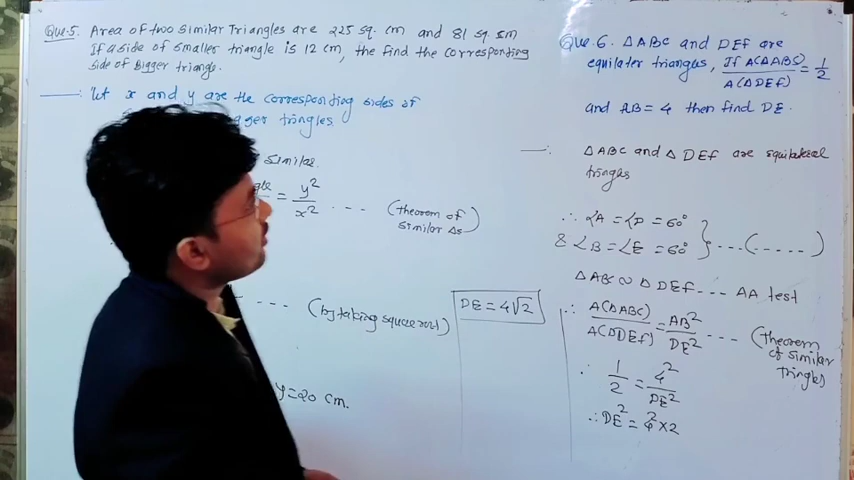 Que:5. Area of two similar Triangles are 225 sq. cm and 81 sq. sm
If a side of smaller triangle is 12 cm, the find the corresponding
side of Bigger triangle.
Let x and y are the corresponding sides of
gger triongles.
similar.
= y²/x² ... (theorem of
similar Δs)
--- (by taking square root)
y=20 cm.
DE = 4√2
Que.6. ΔABC and DEF are
equilater triangles, If A(ΔABC)/A(ΔDEF) = 1/2
and AB = 4 then find DE.
ΔABC and Δ DEF are equilateral
triangles
∴ ∠A = ∠D = 60°
& ∠B = ∠E = 60° } ...(.....)
ΔABC ∼ ΔDEF ... AA test
∴ A(ΔABC)/A(ΔDEF) = AB²/DE² --- (theorem
of similar
triangles)
∴ 1/2 = 4²/DE²
∴ DE² = 4² × 2